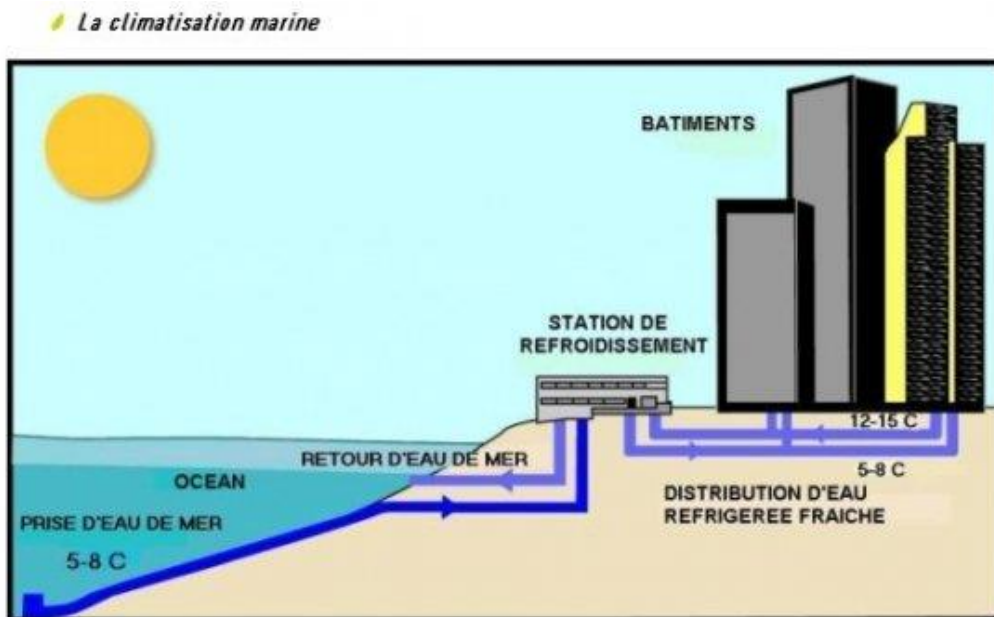 La climatisation marine
BATIMENTS
STATION DE
REFROIDISSEMENT
12-15 C
RETOUR D'EAU DE MER
5-8 C
OCEAN
DISTRIBUTION D'EAU
REFRIGEREE FRAICHE
PRISE D'EAU DE MER
5-8 C